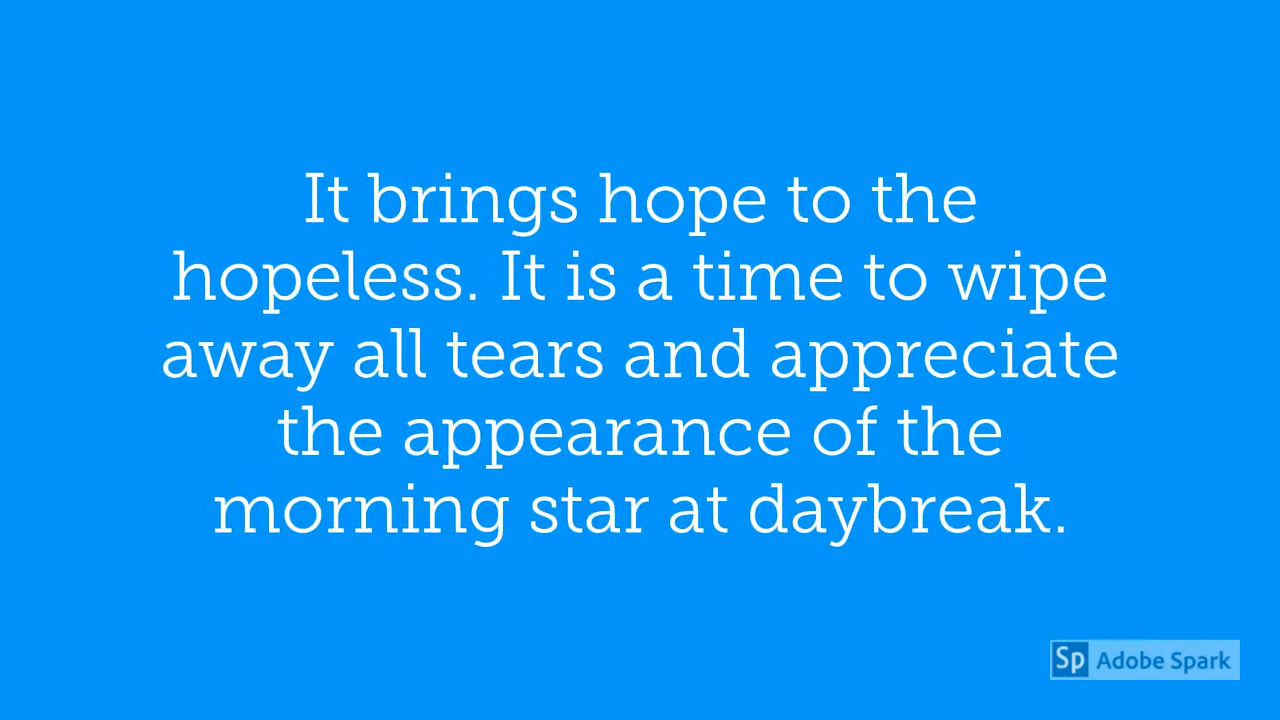 It brings hope to the
hopeless. It is a time to wipe
away all tears and appreciate
the appearance of the
morning star at daybreak.
Sp Adobe Spark